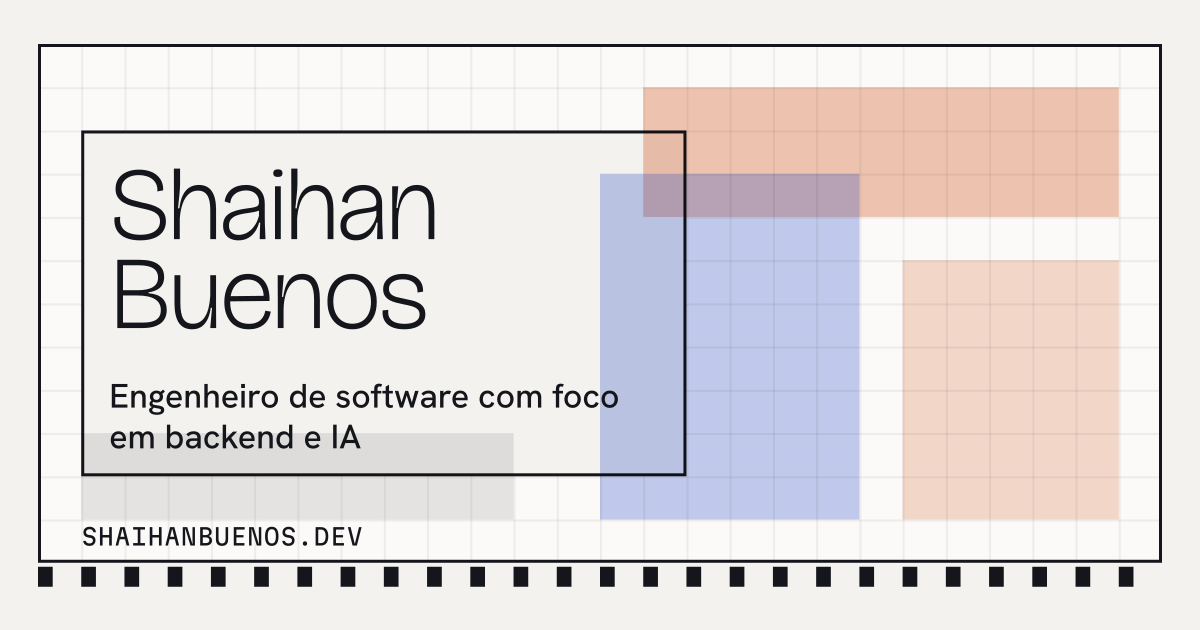 Shaihan
Buenos
Engenheiro de software com foco
em backend e IA
SHAIHANBUENOS.DEV